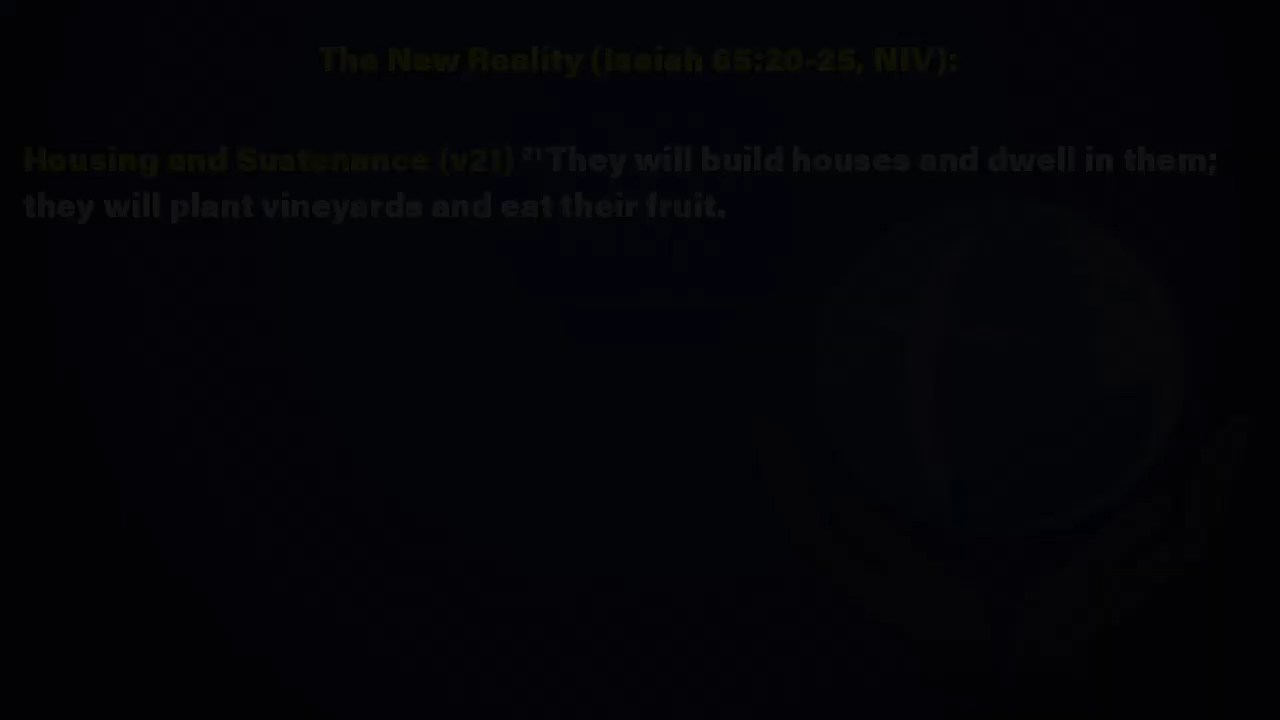 The New Reality (Isaiah 65:20-25, NIV):
Housing and Sustenance (v21) ²¹ They will build houses and dwell in them;
they will plant vineyards and eat their fruit.